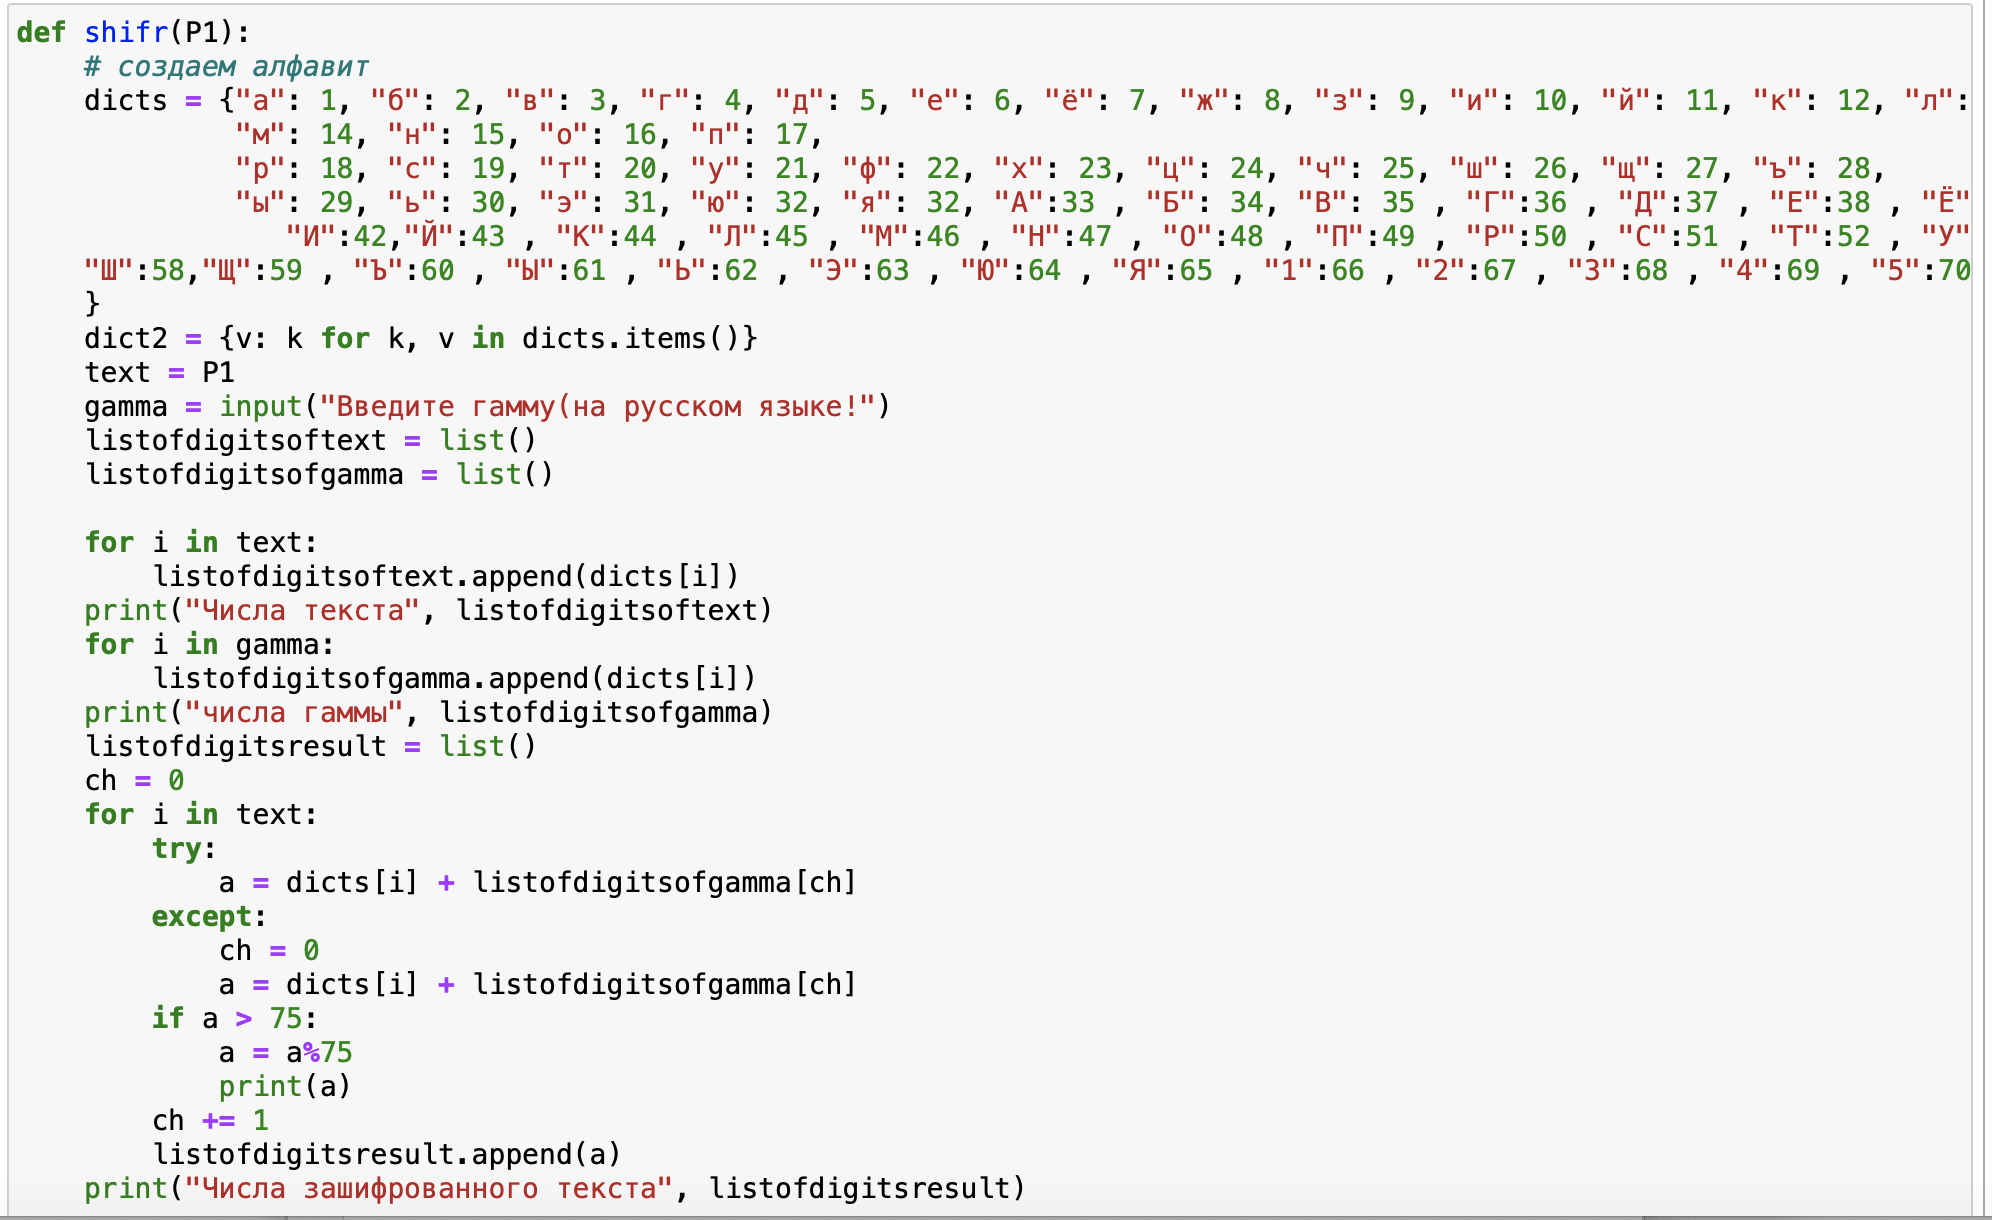 def shifr(P1):
    # создаем алфавит
    dicts = {"а": 1, "б": 2, "в": 3, "г": 4, "д": 5, "е": 6, "ё": 7, "ж": 8, "з": 9, "и": 10, "й": 11, "к": 12, "л":
             "м": 14, "н": 15, "о": 16, "п": 17,
             "р": 18, "с": 19, "т": 20, "у": 21, "ф": 22, "х": 23, "ц": 24, "ч": 25, "ш": 26, "щ": 27, "ъ": 28,
             "ы": 29, "ь": 30, "э": 31, "ю": 32, "я": 32, "А":33 , "Б": 34, "В": 35 , "Г":36 , "Д":37 , "Е":38 , "Ё"
                "И":42,"Й":43 , "К":44 , "Л":45 , "М":46 , "Н":47 , "О":48 , "П":49 , "Р":50 , "С":51 , "Т":52 , "У"
    "Ш":58,"Щ":59 , "Ъ":60 , "Ы":61 , "Ь":62 , "Э":63 , "Ю":64 , "Я":65 , "1":66 , "2":67 , "3":68 , "4":69 , "5":70
    }
    dict2 = {v: k for k, v in dicts.items()}
    text = P1
    gamma = input("Введите гамму(на русском языке!")
    listofdigitsoftext = list()
    listofdigitsofgamma = list()

    for i in text:
        listofdigitsoftext.append(dicts[i])
    print("Числа текста", listofdigitsoftext)
    for i in gamma:
        listofdigitsofgamma.append(dicts[i])
    print("числа гаммы", listofdigitsofgamma)
    listofdigitsresult = list()
    ch = 0
    for i in text:
        try:
            a = dicts[i] + listofdigitsofgamma[ch]
        except:
            ch = 0
            a = dicts[i] + listofdigitsofgamma[ch]
        if a > 75:
            a = a%75
            print(a)
        ch += 1
        listofdigitsresult.append(a)
    print("Числа зашифрованного текста", listofdigitsresult)